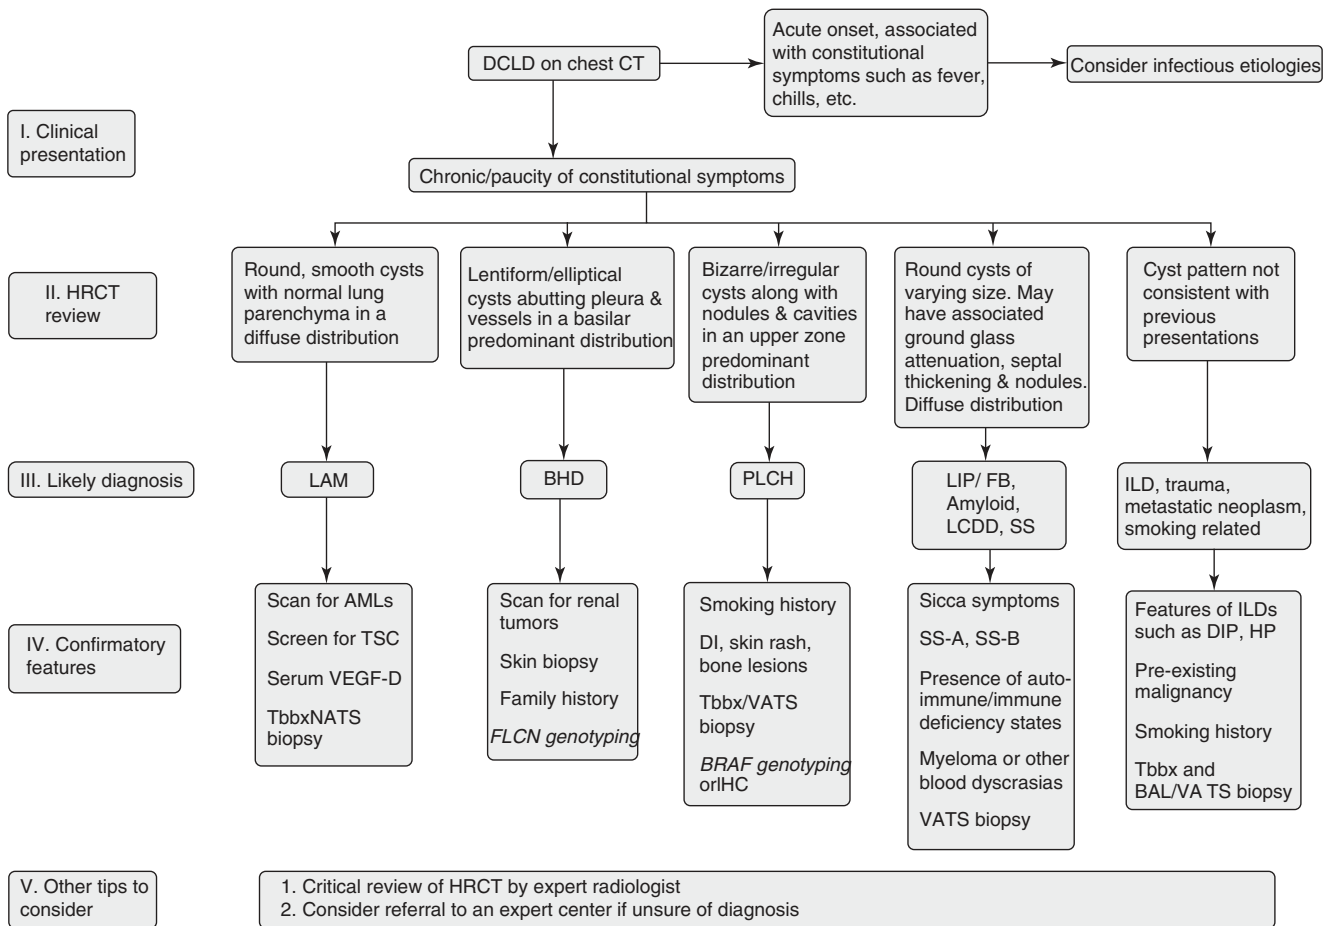 DCLD on chest CT
Acute onset, associated
with constitutional
symptoms such as fever,
chills, etc.
Consider infectious etiologies
I. Clinical
presentation
Chronic/paucity of constitutional symptoms
II. HRCT
review
Round, smooth cysts
with normal lung
parenchyma in a
diffuse distribution
Lentiform/elliptical
cysts abutting pleura &
vessels in a basilar
predominant distribution
Bizarre/irregular
cysts along with
nodules & cavities
in an upper zone
predominant
distribution
Round cysts of
varying size. May
have associated
ground glass
attenuation, septal
thickening & nodules.
Diffuse distribution
Cyst pattern not
consistent with
previous
presentations
III. Likely diagnosis
LAM
BHD
PLCH
LIP/ FB,
Amyloid,
LCDD, SS
ILD, trauma,
metastatic neoplasm,
smoking related
IV. Confirmatory
features
Scan for AMLs
Screen for TSC
Serum VEGF-D
TbbxNATS
biopsy
Scan for renal
tumors
Skin biopsy
Family history
FLCN genotyping
Smoking history
DI, skin rash,
bone lesions
Tbbx/VATS
biopsy
BRAF genotyping
orlHC
Sicca symptoms
SS-A, SS-B
Presence of auto-
immune/immune
deficiency states
Myeloma or other
blood dyscrasias
VATS biopsy
Features of ILDs
such as DIP, HP
Pre-existing
malignancy
Smoking history
Tbbx and
BAL/VA TS biopsy
V. Other tips to
consider
1. Critical review of HRCT by expert radiologist
2. Consider referral to an expert center if unsure of diagnosis